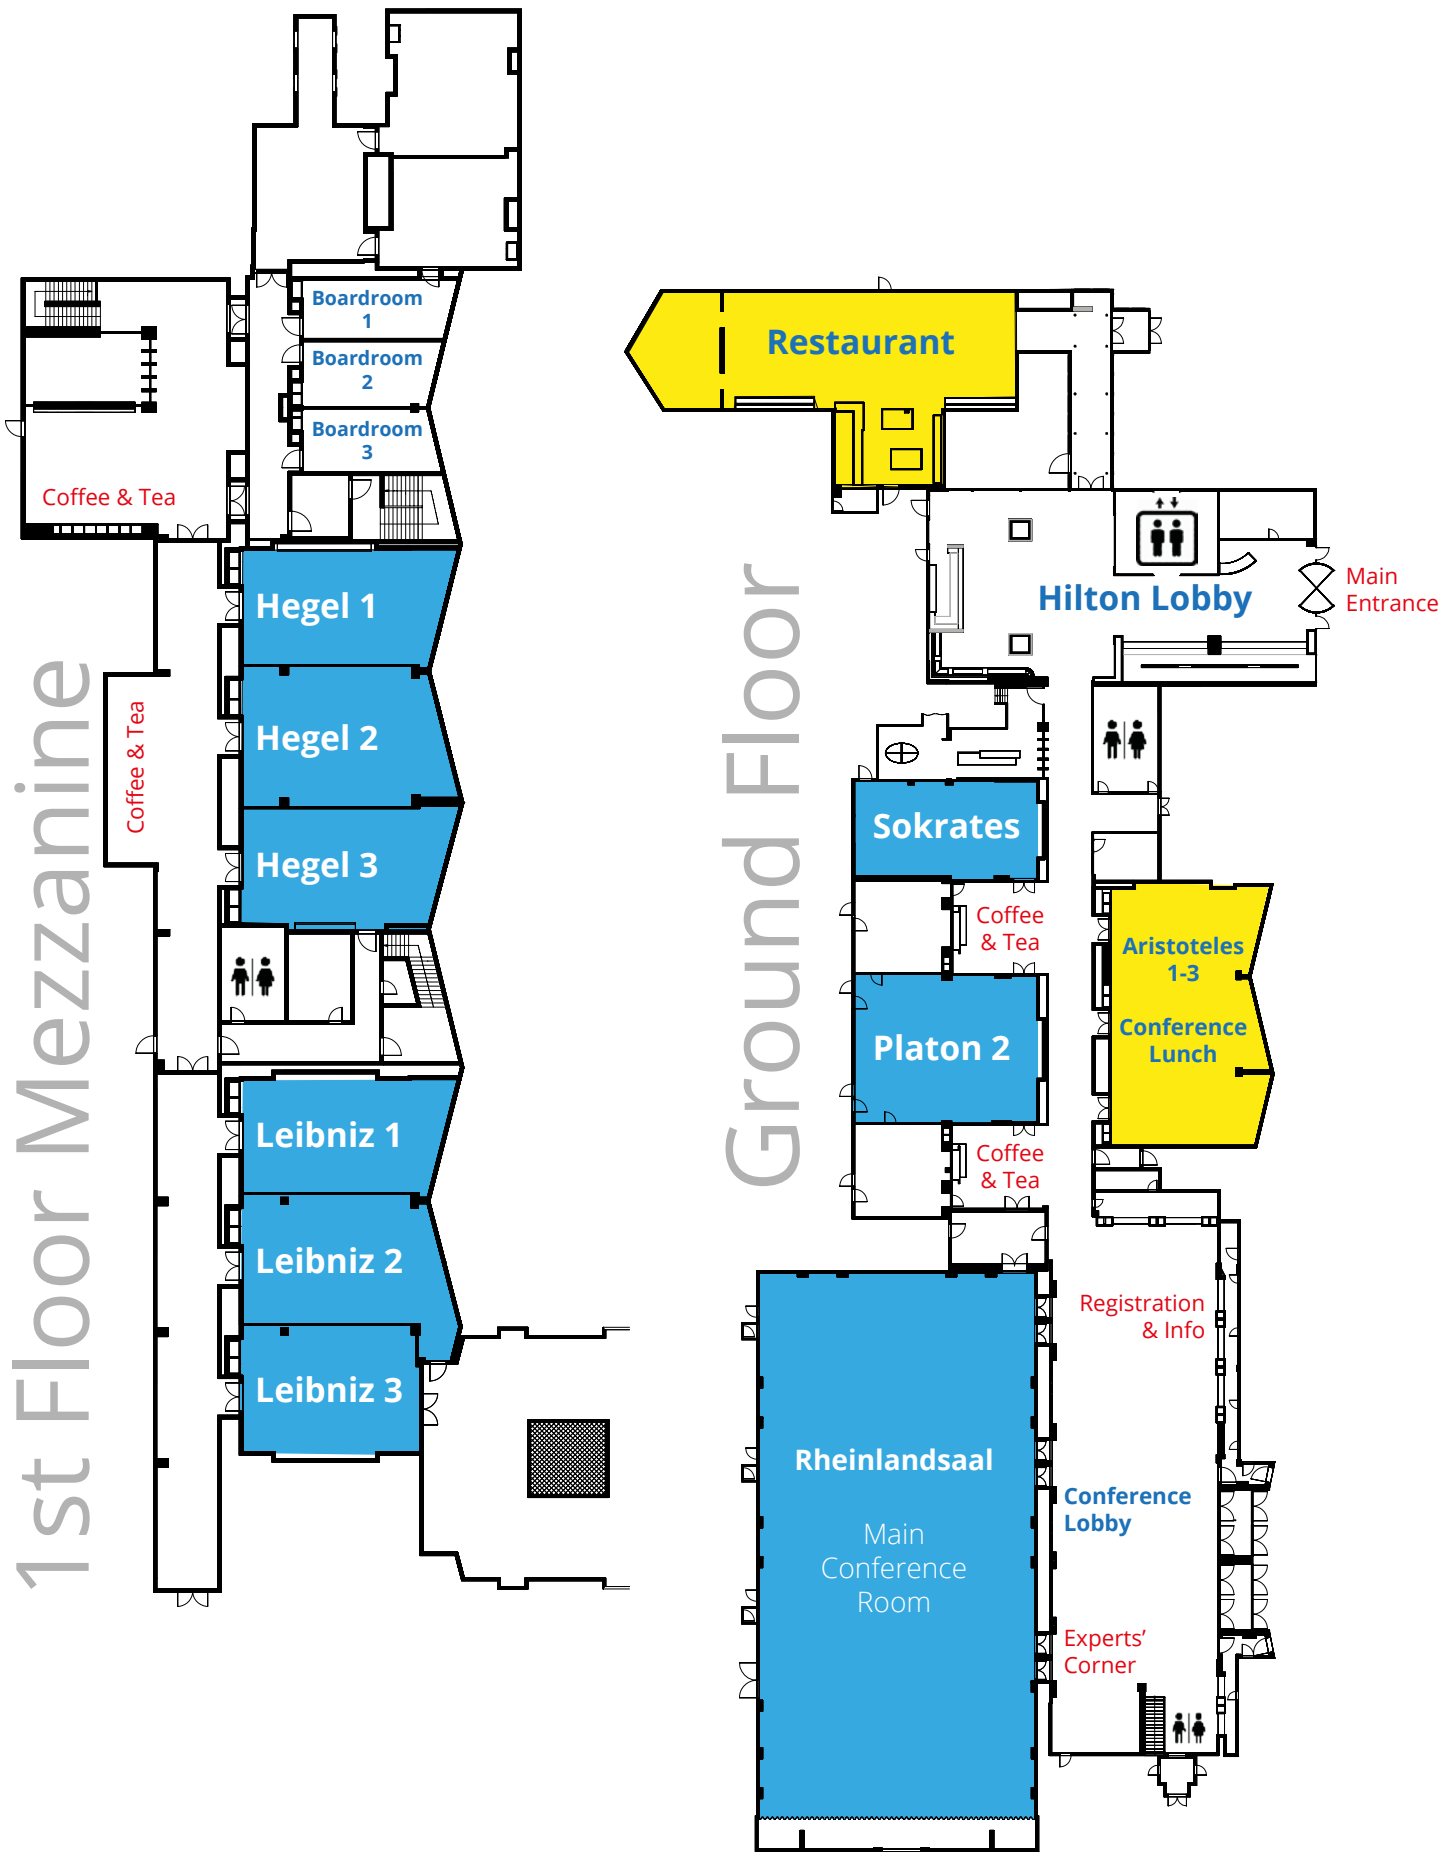 1st Floor Mezzanine
Boardroom
1
Boardroom
2
Boardroom
3
Coffee & Tea
Hegel 1
Hegel 2
Coffee & Tea
Hegel 3
Leibniz 1
Leibniz 2
Leibniz 3
Ground Floor
Restaurant
Hilton Lobby
Main
Entrance
Sokrates
Coffee
& Tea
Aristoteles
1-3
Conference
Lunch
Platon 2
Coffee
& Tea
Registration
& Info
Rheinlandsaal
Main
Conference
Room
Conference
Lobby
Experts’
Corner